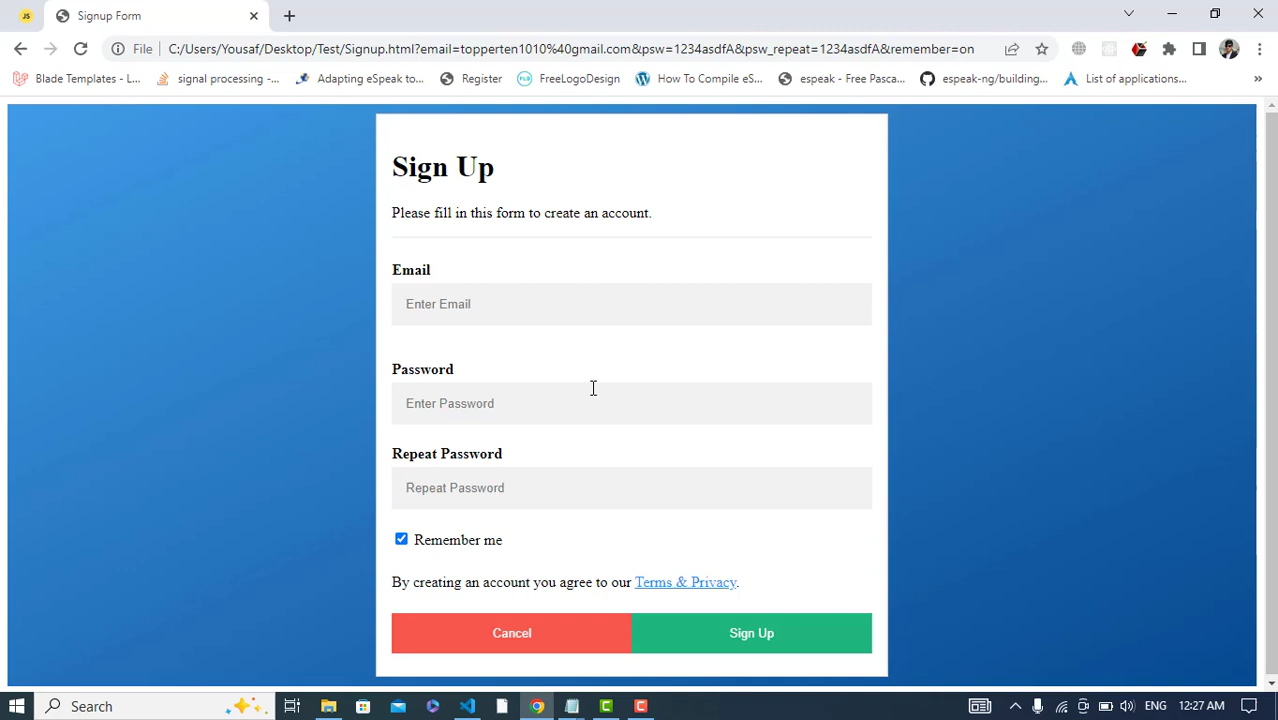 JS Signup Form
File C:/Users/Yousaf/Desktop/Test/Signup.html?email=topperten1010%40gmail.com&psw=1234asdfA&psw_repeat=1234asdfA&remember=on
Blade Templates - L... signal processing -... Adapting eSpeak to... Register FLD FreeLogoDesign How To Compile eS... espeak - Free Pasca... espeak-ng/building... List of applications... »
Sign Up
Please fill in this form to create an account.
Email
Enter Email
Password
Enter Password
Repeat Password
Repeat Password
Remember me
By creating an account you agree to our Terms & Privacy.
Cancel Sign Up
Search ENG 12:27 AM